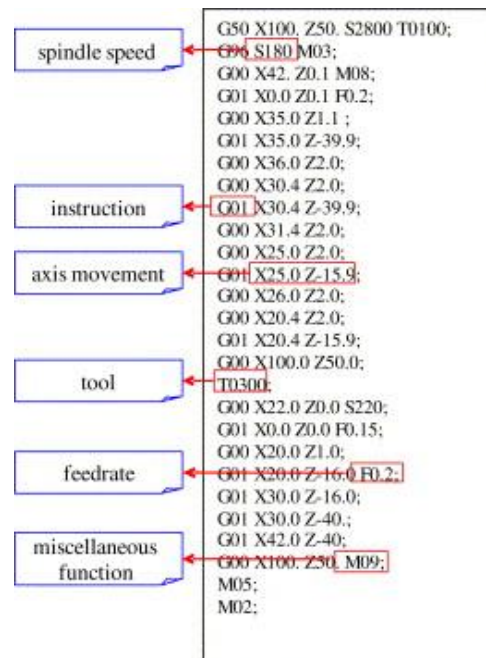 G50 X100. Z50. S2800 T0100;
spindle speed
G96 S180 M03;
G00 X42. Z0.1 M08;
G01 X0.0 Z0.1 F0.2;
G00 X35.0 Z1.1 ;
G01 X35.0 Z-39.9;
G00 X36.0 Z2.0;
G00 X30.4 Z2.0;
instruction
G01 X30.4 Z-39.9;
G00 X31.4 Z2.0;
G00 X25.0 Z2.0;
axis movement
G01 X25.0 Z-15.9;
G00 X26.0 Z2.0;
G00 X20.4 Z2.0;
G01 X20.4 Z-15.9;
G00 X100.0 Z50.0;
tool
T0300;
G00 X22.0 Z0.0 S220;
G01 X0.0 Z0.0 F0.15;
G00 X20.0 Z1.0;
feedrate
G01 X20.0 Z-16.0 F0.2;
G01 X30.0 Z-16.0;
G01 X30.0 Z-40.;
G01 X42.0 Z-40;
miscellaneous
function
G00 X100. Z50. M09;
M05;
M02;